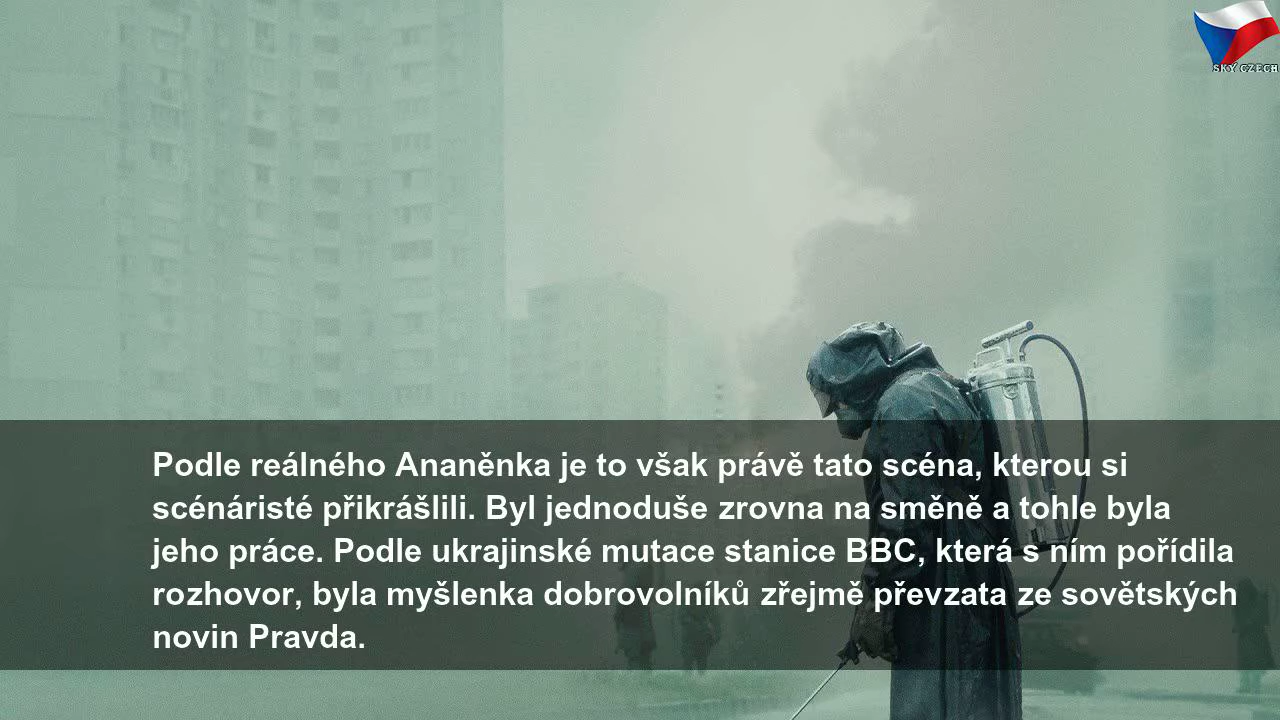 SKY CZECH
Podle reálného Ananěnka je to však právě tato scéna, kterou si
scénáristé přikrášlili. Byl jednoduše zrovna na směně a tohle byla
jeho práce. Podle ukrajinské mutace stanice BBC, která s ním pořídila
rozhovor, byla myšlenka dobrovolníků zřejmě převzata ze sovětských
novin Pravda.